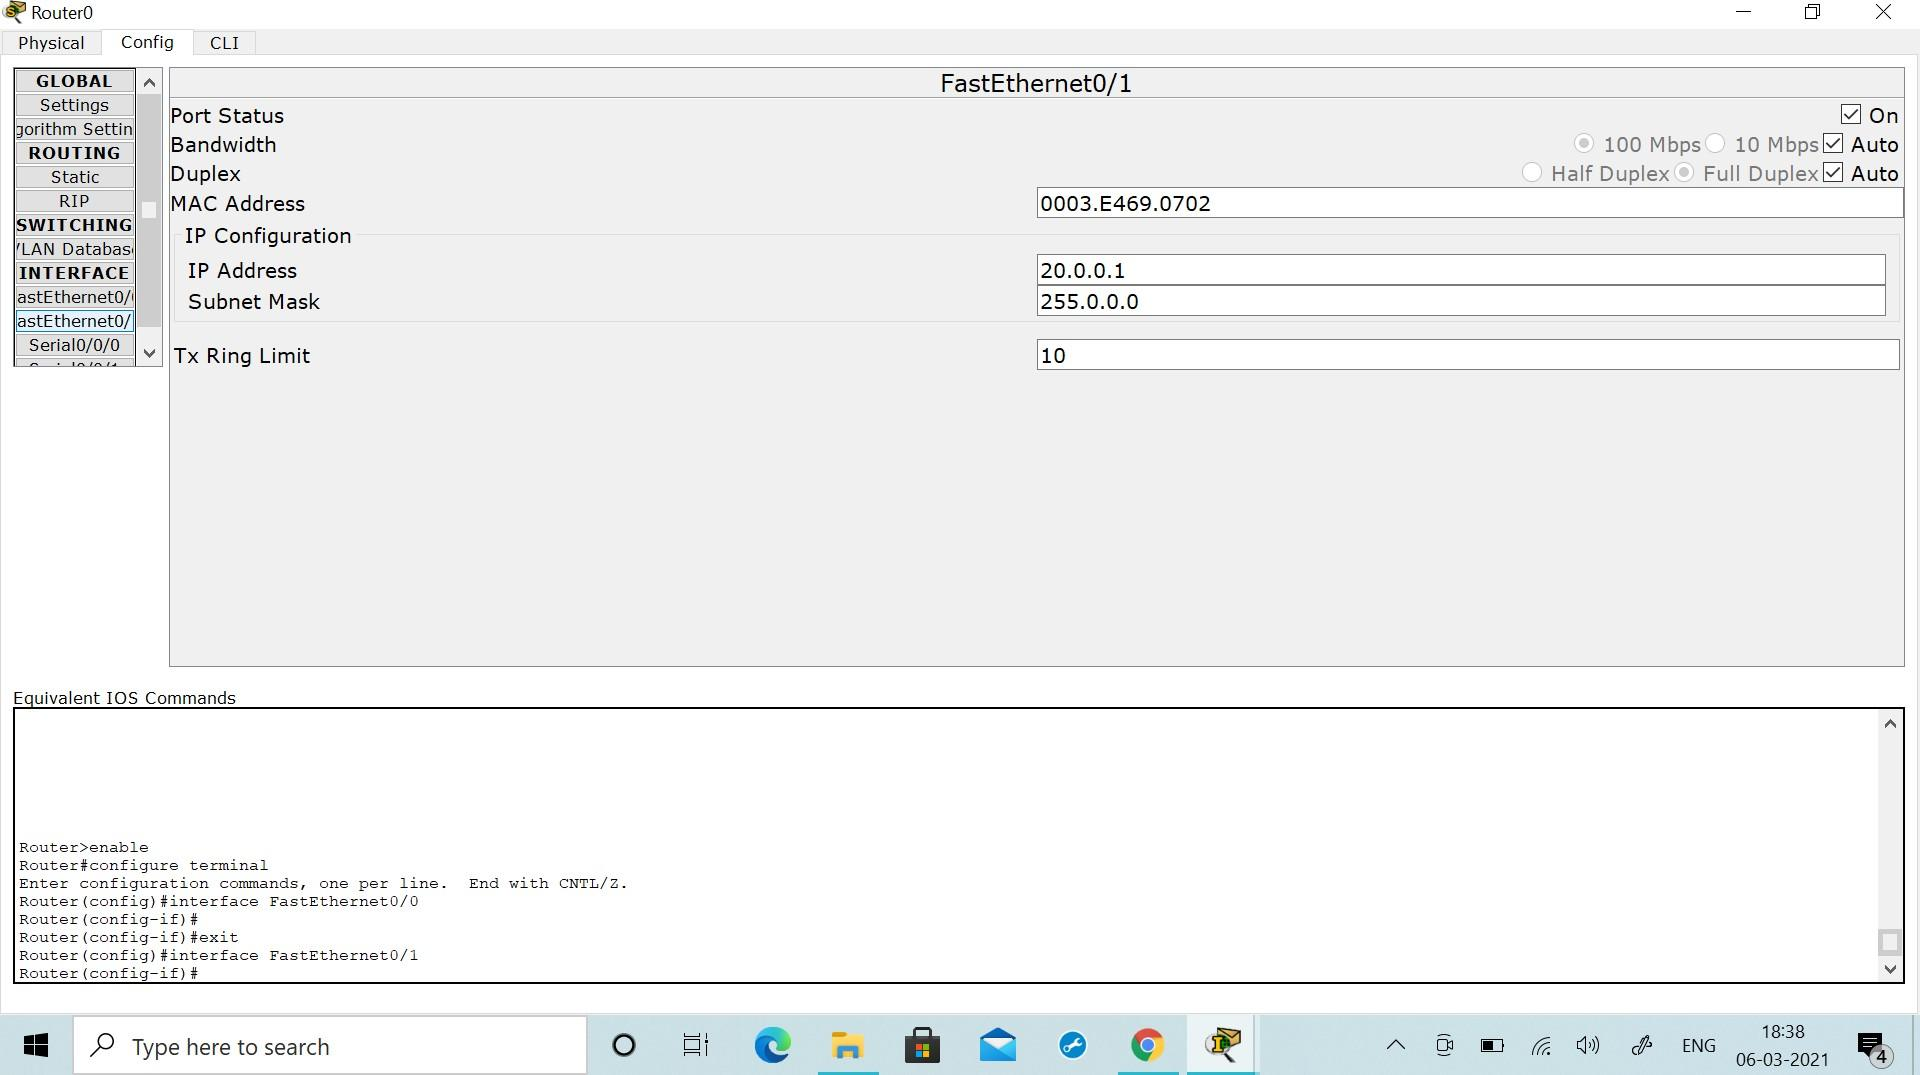 Router0
Physical Config CLI
GLOBAL
Settings
gorithm Settin
ROUTING
Static
RIP
SWITCHING
VLAN Databas
INTERFACE
astEthernet0/
astEthernet0/
Serial0/0/0
Serial0/0/1
FastEthernet0/1
Port Status On
Bandwidth 100 Mbps 10 Mbps Auto
Duplex Half Duplex Full Duplex Auto
MAC Address 0003.E469.0702
IP Configuration
IP Address 20.0.0.1
Subnet Mask 255.0.0.0
Tx Ring Limit 10
Equivalent IOS Commands
Router>enable
Router#configure terminal
Enter configuration commands, one per line. End with CNTL/Z.
Router(config)#interface FastEthernet0/0
Router(config-if)#
Router(config-if)#exit
Router(config)#interface FastEthernet0/1
Router(config-if)#
Type here to search
ENG
18:38
06-03-2021
4